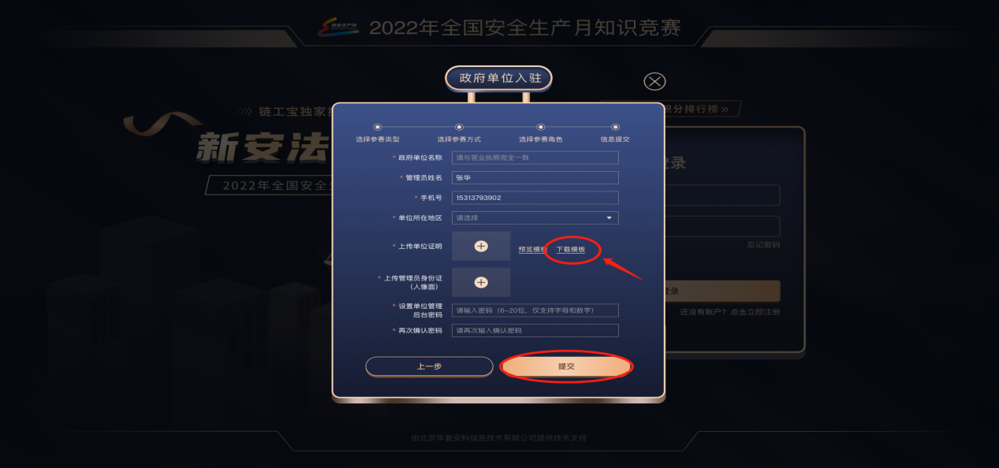 2022年全国安全生产月知识竞赛
政府单位入驻
积分排行榜 >>
链工宝独家
新安法
2022年全国安全
选择参赛类型
选择参赛方式
选择参赛角色
信息提交
* 政府单位名称 请与营业执照完全一致
* 管理员姓名 张华
* 手机号 15313793902
* 单位所在地区 请选择
* 上传单位证明
预览模板
下载模板
* 上传管理员身份证
(人像面)
* 设置单位管理
后台密码
请输入密码（6-20位，仅支持字母和数字）
* 再次确认密码 请再次输入确认密码
上一步
提交
登录
忘记密码
登录
还没有账户？点击立即注册
由北京华夏安科信息技术有限公司提供技术支持